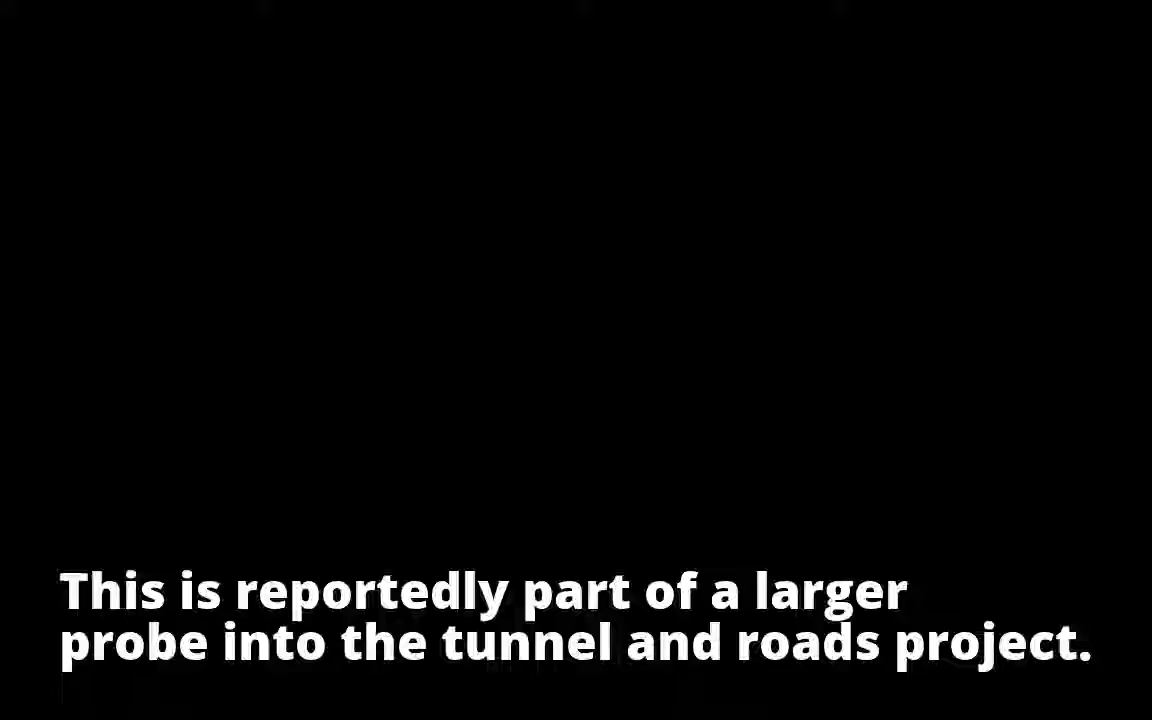 This is reportedly part of a larger
probe into the tunnel and roads project.